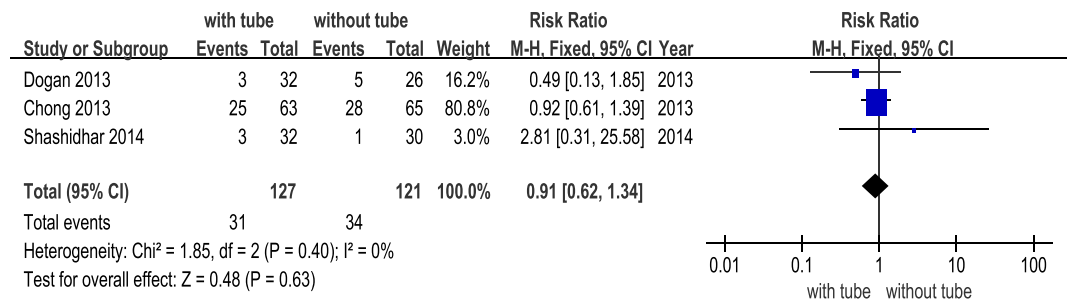 with tube without tube Risk Ratio Risk Ratio
Study or Subgroup Events Total Events Total Weight M-H, Fixed, 95% CI Year M-H, Fixed, 95% CI
Dogan 2013 3 32 5 26 16.2% 0.49 [0.13, 1.85] 2013
Chong 2013 25 63 28 65 80.8% 0.92 [0.61, 1.39] 2013
Shashidhar 2014 3 32 1 30 3.0% 2.81 [0.31, 25.58] 2014
Total (95% CI) 127 121 100.0% 0.91 [0.62, 1.34]
Total events 31 34
Heterogeneity: Chi² = 1.85, df = 2 (P = 0.40); I² = 0%
Test for overall effect: Z = 0.48 (P = 0.63)
0.01 0.1 1 10 100
with tube without tube